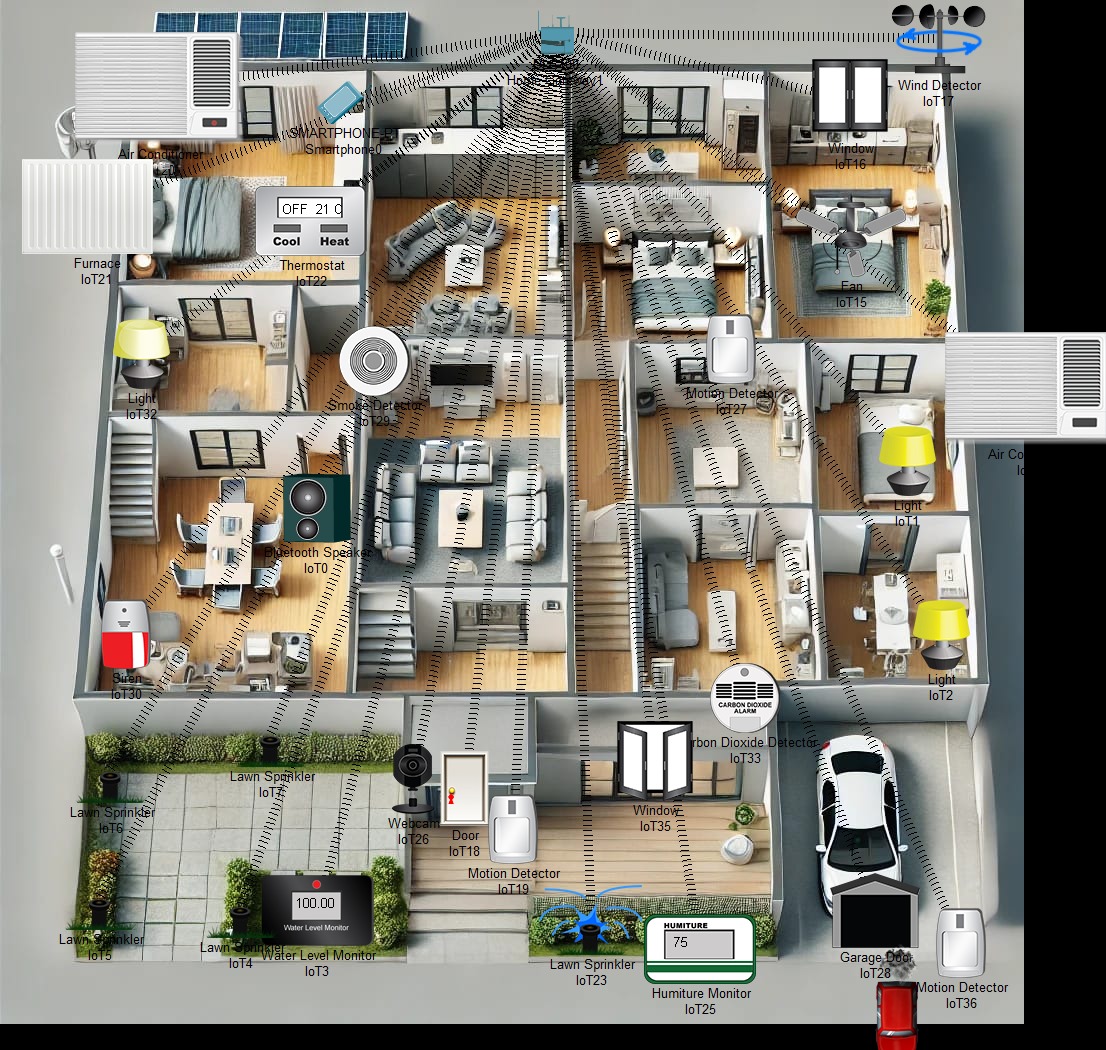 Wind Detector
IoT17
SMARTPHONE-PT
Smartphone0
Air Conditioner
Window
IoT16
OFF 21 C
Cool Heat
Furnace
IoT21
Thermostat
IoT22
Fan
IoT15
Light
IoT32
Smoke Detector
IoT29
Motion Detector
IoT27
Air Co
Light
IoT1
Bluetooth Speaker
IoT0
Siren
IoT30
Light
IoT2
CARBON DIOXIDE
ALARM
rbon Dioxide Detector
IoT33
Lawn Sprinkler
IoT7
Lawn Sprinkler
IoT6
Webcam
IoT26
Door
IoT18
Window
IoT35
Motion Detector
IoT19
100.00
Water Level Monitor
Lawn Sprinkler
IoT5
Lawn Sprinkler
IoT4
Water Level Monitor
IoT3
Lawn Sprinkler
IoT23
HUMITURE
75
Humiture Monitor
IoT25
Garage Door
IoT28
Motion Detector
IoT36